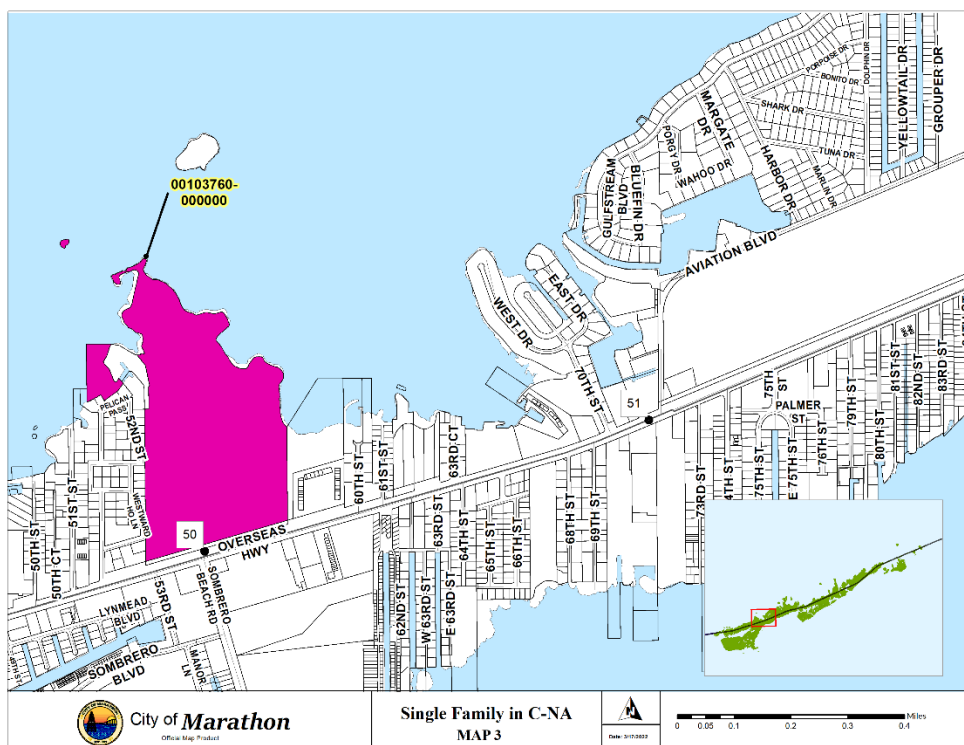 PORPOISE DR
BONITO DR
DOLPHIN DR
YELLOWTAIL DR
GROUPER DR
SHARK DR
TUNA DR
MARLIN DR
MARGATE
DR
HARBOR DR
PORGY DR
WAHOO DR
GULFSTREAM
BLVD
BLUEFIN DR
00103760-
000000
AVIATION BLVD
EAST DR
WEST DR
70TH ST
51
75TH
ST
PALMER
ST
81ST ST
82ND ST
83RD ST
79TH ST
80TH ST
76TH ST
E 75TH ST
75TH ST
4TH ST
73RD ST
PELICAN
PASS
52ND ST
WESTWARD
HO LN
51ST ST
50TH CT
50TH ST
60TH ST
61ST ST
63RD CT
63RD ST
64TH ST
65TH ST
66TH ST
68TH ST
69TH ST
50
OVERSEAS
HWY
SOMBRERO
BEACH RD
53RD ST
LYNMEAD
BLVD
SOMBRERO
BLVD
MANOR
LN
62ND ST
W 63RD ST
E 63RD ST
City of Marathon
Official Map Product
Single Family in C-NA
MAP 3
N
Date: 3/17/2022
0 0.05 0.1 0.2 0.3 0.4
Miles